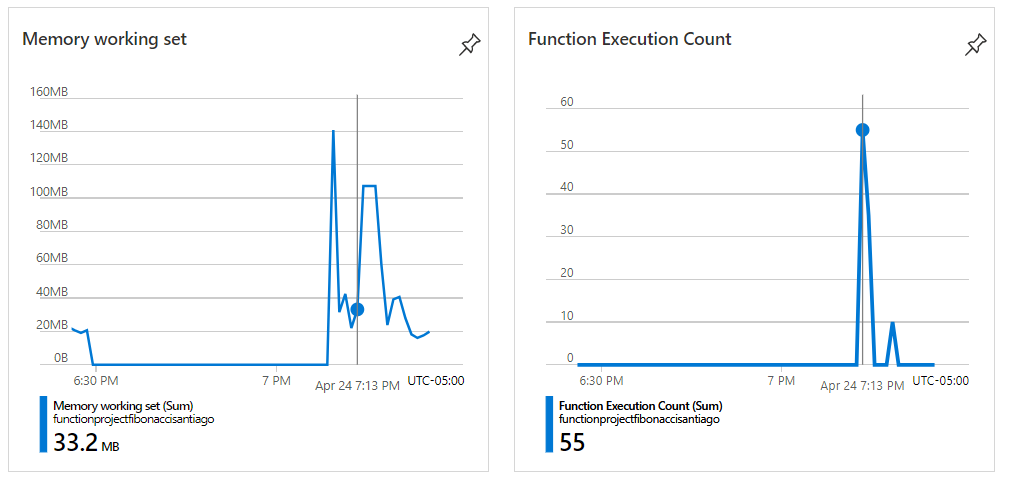 Memory working set
160MB
140MB
120MB
100MB
80MB
60MB
40MB
20MB
0B
6:30 PM
7 PM
Apr 24 7:13 PM
UTC-05:00
Memory working set (Sum)
functionprojectfibonaccisantiago
33.2 MB
Function Execution Count
60
50
40
30
20
10
0
6:30 PM
7 PM
Apr 24 7:13 PM
UTC-05:00
Function Execution Count (Sum)
functionprojectfibonaccisantiago
55